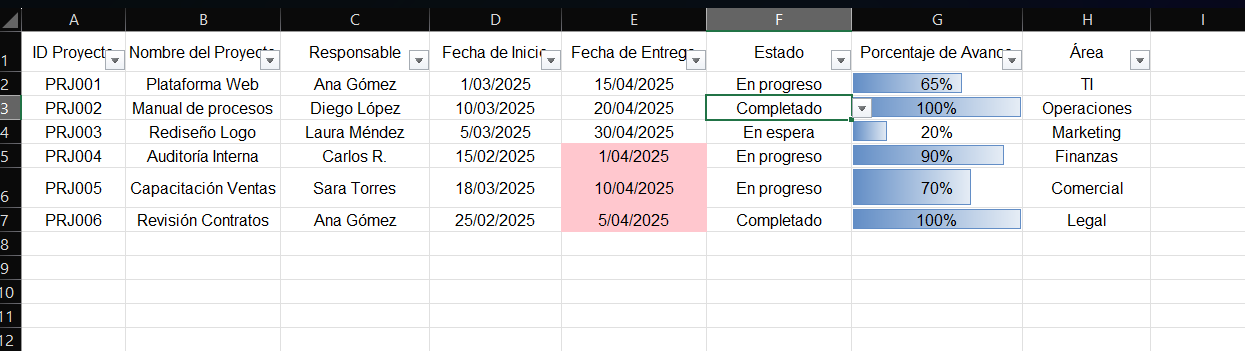 A B C D E F G H I
1 ID Proyecto Nombre del Proyecto Responsable Fecha de Inicio Fecha de Entrega Estado Porcentaje de Avance Área
2 PRJ001 Plataforma Web Ana Gómez 1/03/2025 15/04/2025 En progreso 65% TI
3 PRJ002 Manual de procesos Diego López 10/03/2025 20/04/2025 Completado 100% Operaciones
4 PRJ003 Rediseño Logo Laura Méndez 5/03/2025 30/04/2025 En espera 20% Marketing
5 PRJ004 Auditoría Interna Carlos R. 15/02/2025 1/04/2025 En progreso 90% Finanzas
6 PRJ005 Capacitación Ventas Sara Torres 18/03/2025 10/04/2025 En progreso 70% Comercial
7 PRJ006 Revisión Contratos Ana Gómez 25/02/2025 5/04/2025 Completado 100% Legal
8
9
10
11
12